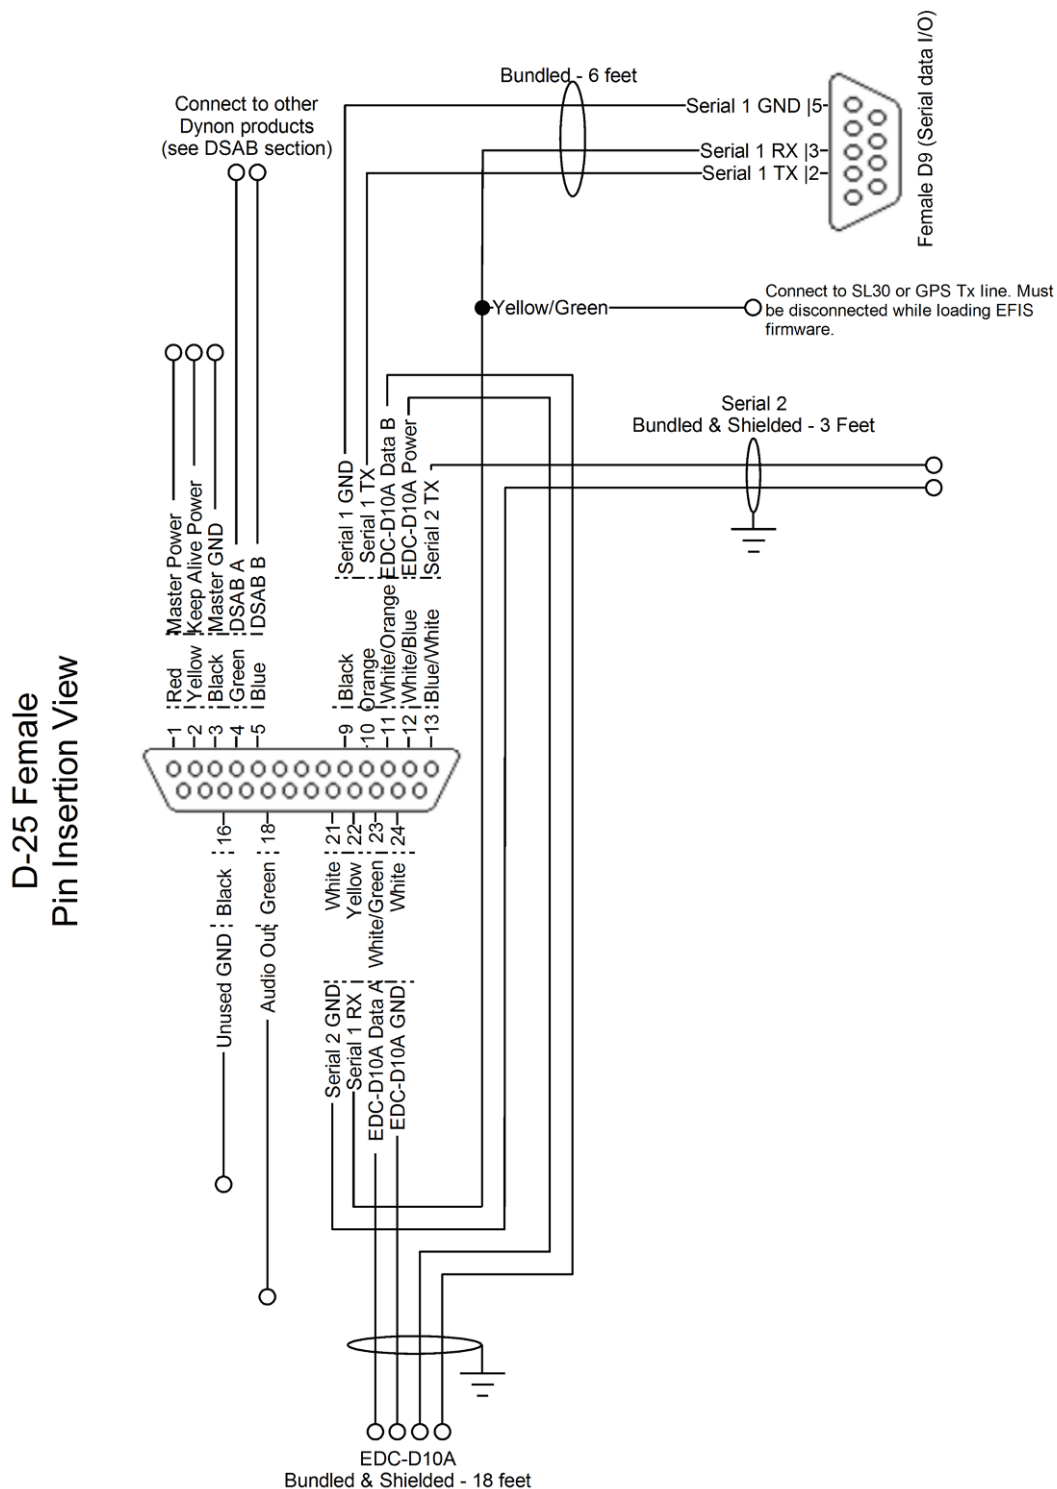 Bundled - 6 feet
Connect to other
Dynon products
(see DSAB section)
Serial 1 GND |5
Serial 1 RX |3
Serial 1 TX |2
Female D9 (Serial data I/O)
Yellow/Green
Connect to SL30 or GPS Tx line. Must
be disconnected while loading EFIS
firmware.
Serial 2
Bundled & Shielded - 3 Feet
Master Power
Keep Alive Power
Master GND
DSAB A
DSAB B
Serial 1 GND
Serial 1 TX
EDC-D10A Data B
EDC-D10A Power
Serial 2 TX
Red
Yellow
Black
Green
Blue
Black
Orange
White/Orange
White/Blue
Blue/White
1
2
3
4
5
9
10
11
12
13
D-25 Female
Pin Insertion View
16
18
21
22
23
24
Black
Green
White
Yellow
White/Green
White
Unused GND
Audio Out
Serial 2 GND
Serial 1 RX
EDC-D10A Data A
EDC-D10A GND
EDC-D10A
Bundled & Shielded - 18 feet